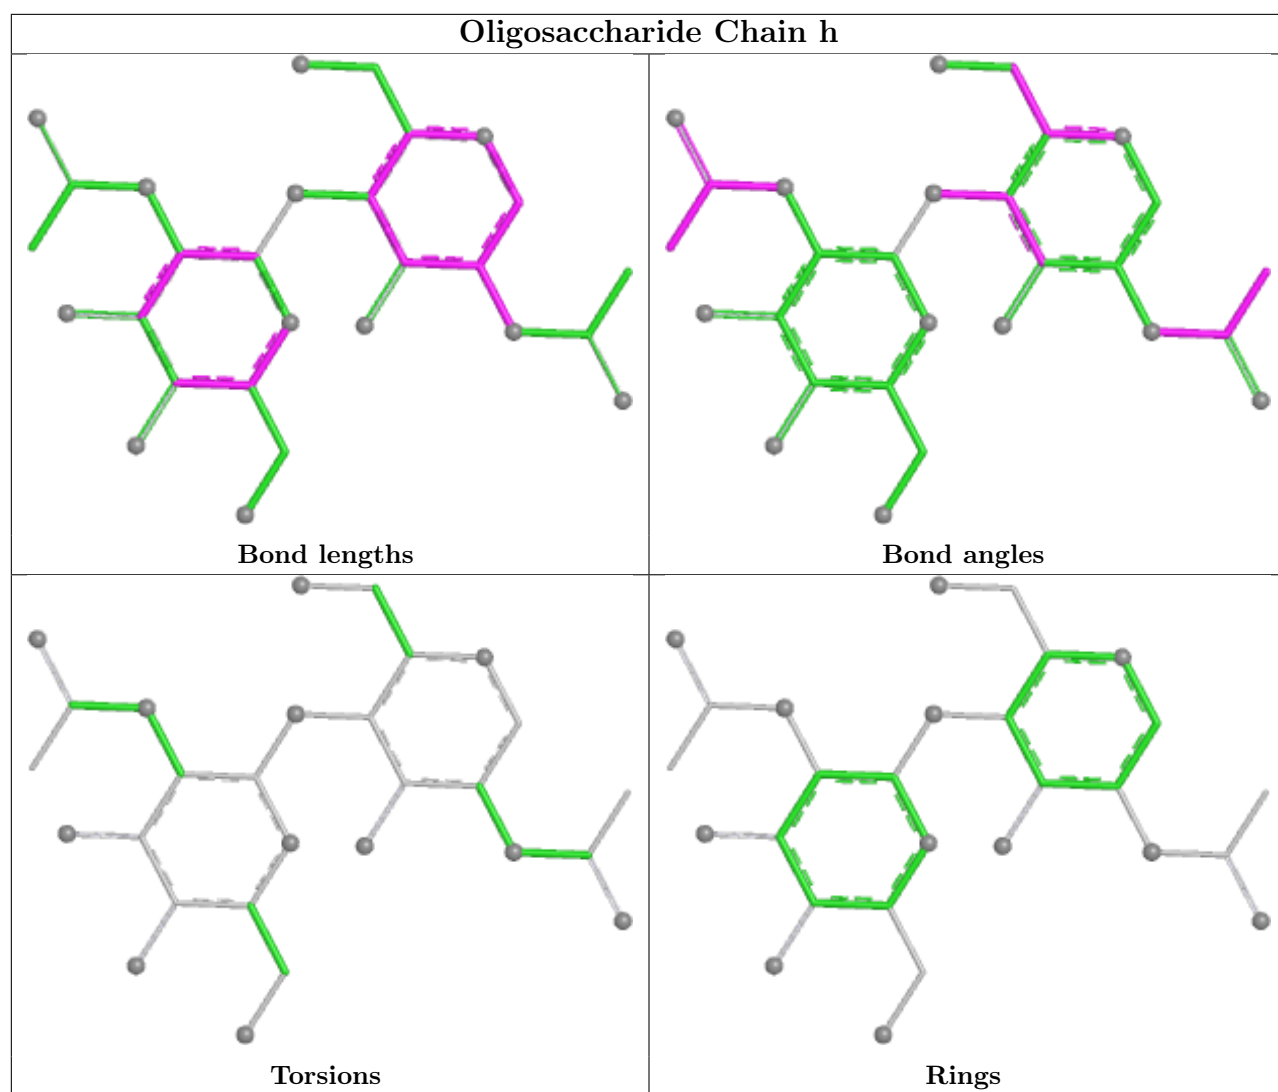 Oligosaccharide Chain h
Bond lengths
Bond angles
Torsions
Rings